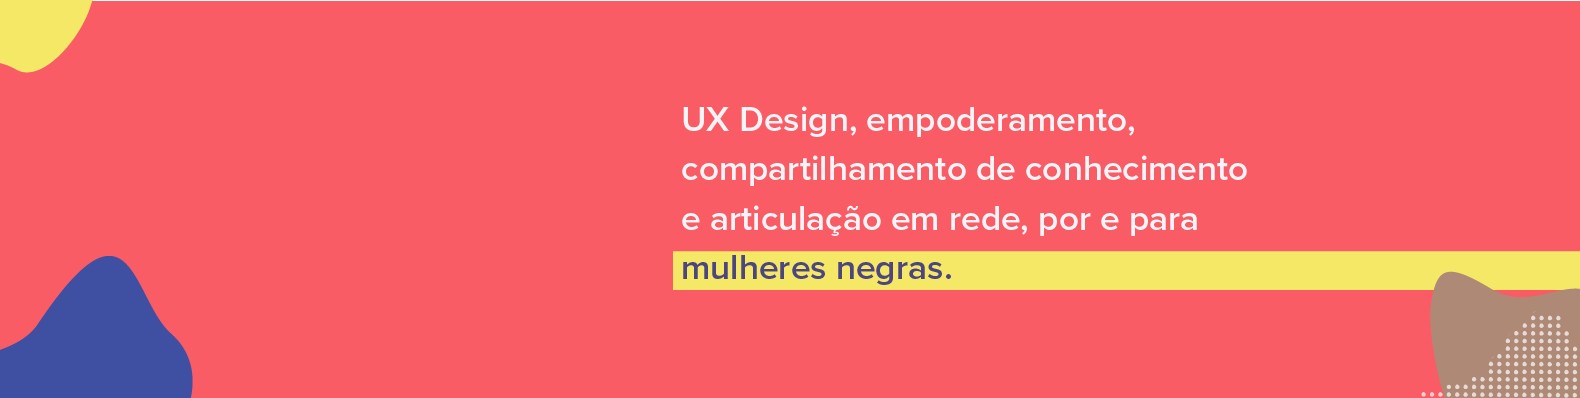 UX Design, empoderamento,
compartilhamento de conhecimento
e articulação em rede, por e para
mulheres negras.